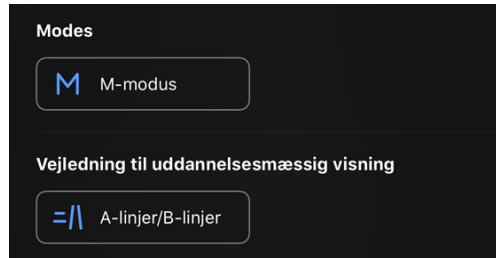 Modes
M-modus
Vejledning til uddannelsesmæssig visning
A-linjer/B-linjer